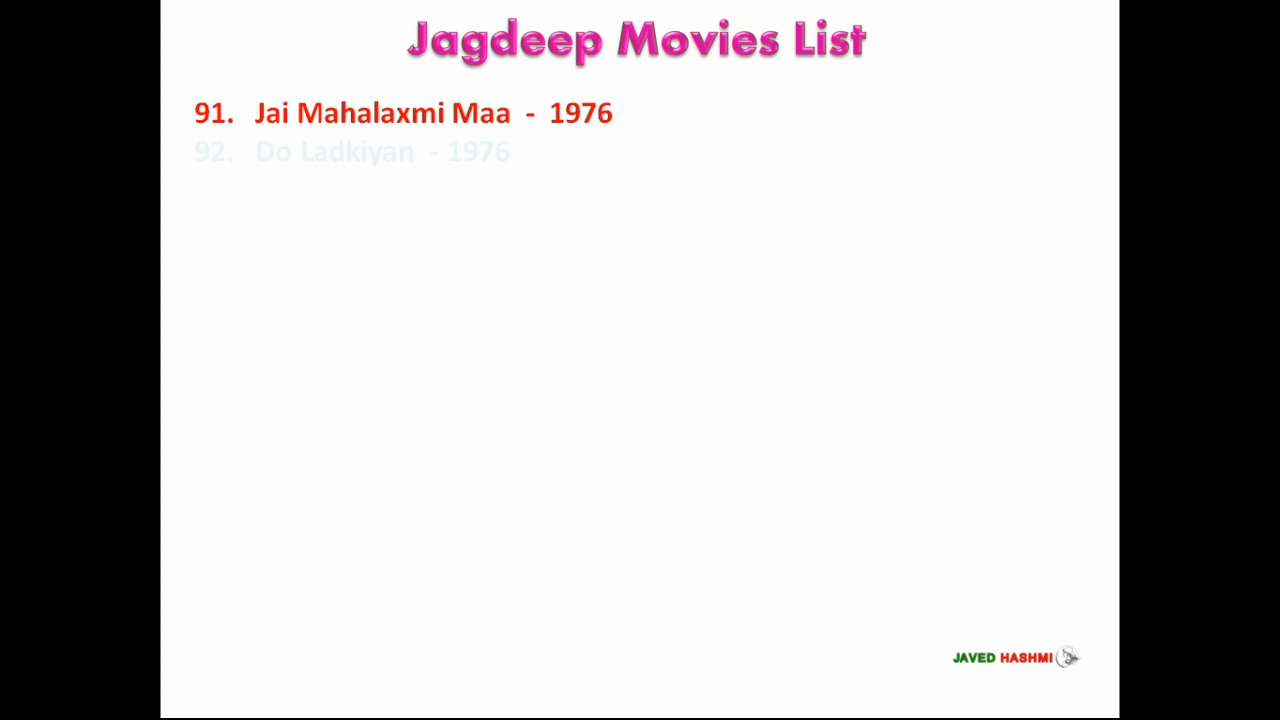 Jagdeep Movies List
91. Jai Mahalaxmi Maa - 1976
92. Do Ladkiyan - 1976
JAVED HASHMI